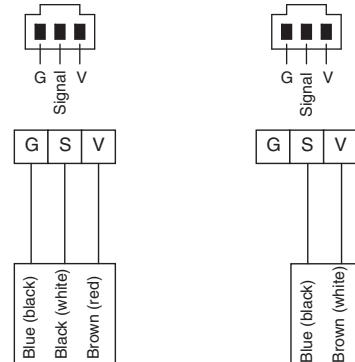 G Signal V
G Signal V
G S V
G S V
Blue (black)
Black (white)
Brown (red)
Blue (black)
Brown (white)